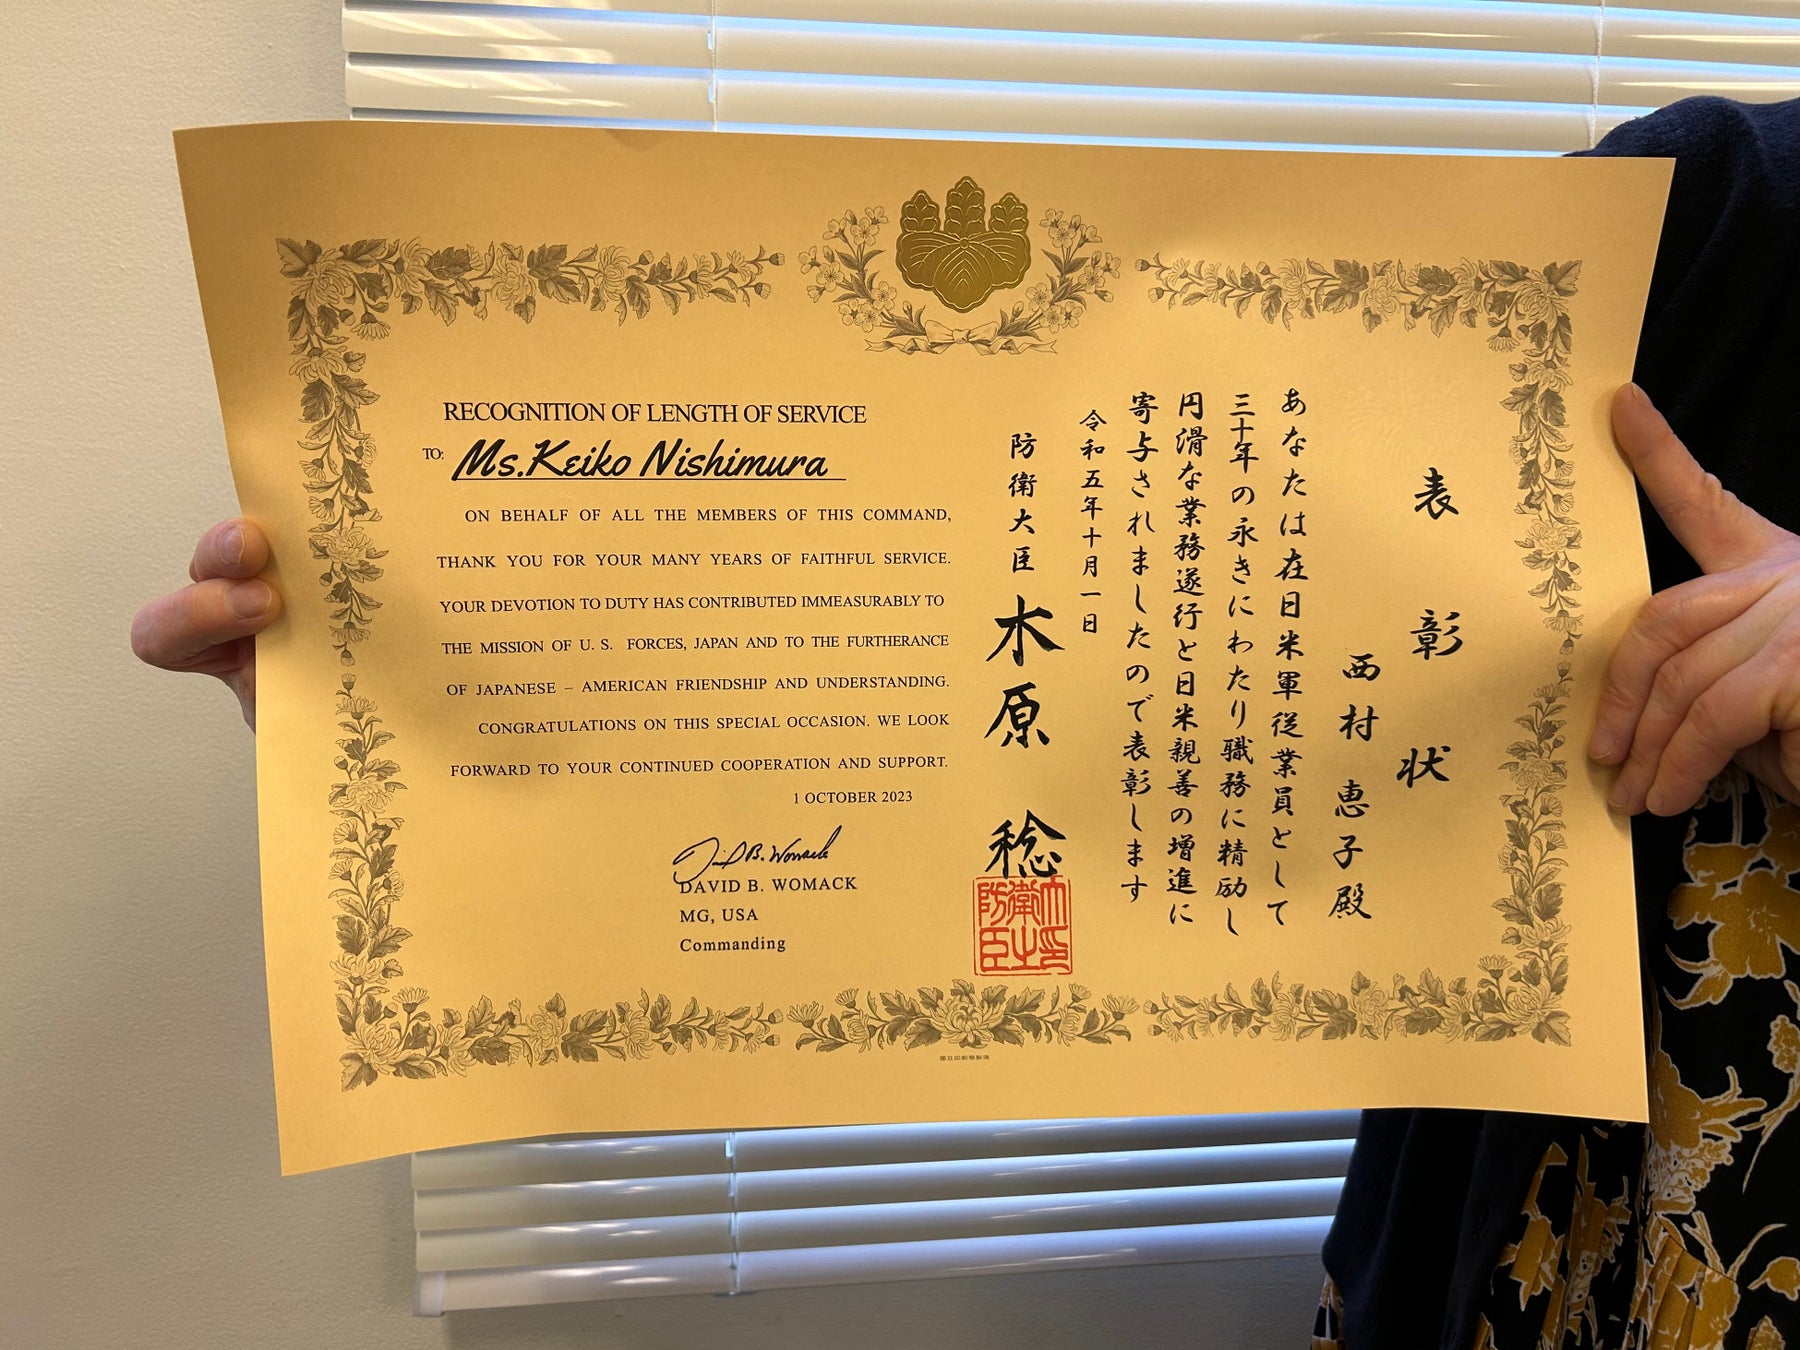 RECOGNITION OF LENGTH OF SERVICE
TO: Ms.Keiko Nishimura
ON BEHALF OF ALL THE MEMBERS OF THIS COMMAND,
THANK YOU FOR YOUR MANY YEARS OF FAITHFUL SERVICE.
YOUR DEVOTION TO DUTY HAS CONTRIBUTED IMMEASURABLY TO
THE MISSION OF U. S. FORCES, JAPAN AND TO THE FURTHERANCE
OF JAPANESE – AMERICAN FRIENDSHIP AND UNDERSTANDING.
CONGRATULATIONS ON THIS SPECIAL OCCASION. WE LOOK
FORWARD TO YOUR CONTINUED COOPERATION AND SUPPORT.
1 OCTOBER 2023
David B. Womack
DAVID B. WOMACK
MG, USA
Commanding
表彰状
西村恵子殿
あなたは在日米軍従業員として
三十年の永きにわたり職務に精励し
円滑な業務遂行と日米親善の増進に
寄与されましたので表彰します
令和五年十月一日
防衛大臣 木原 稔
大臣
防衛之印